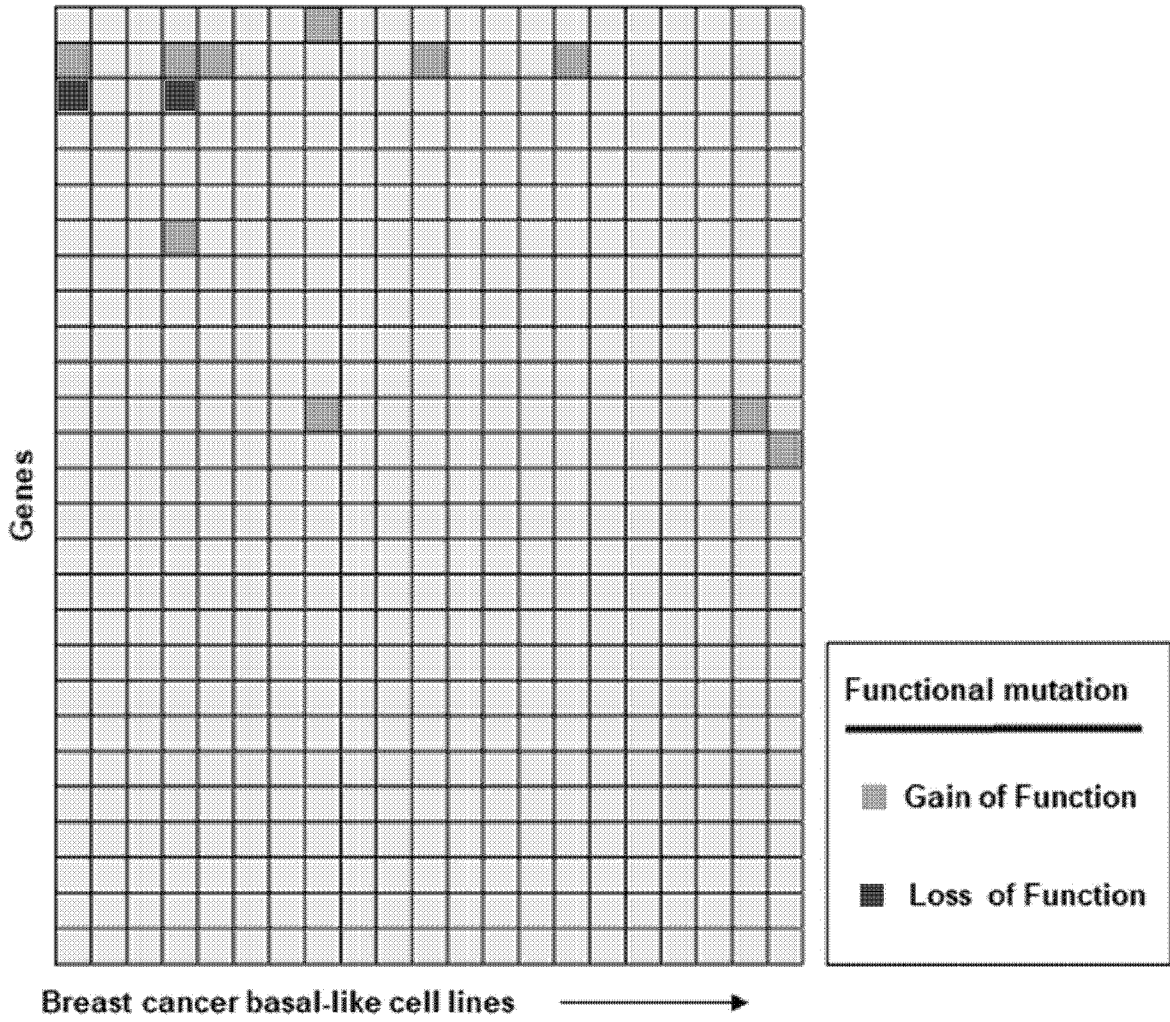 Genes
Functional mutation
Gain of Function
Loss of Function
Breast cancer basal-like cell lines